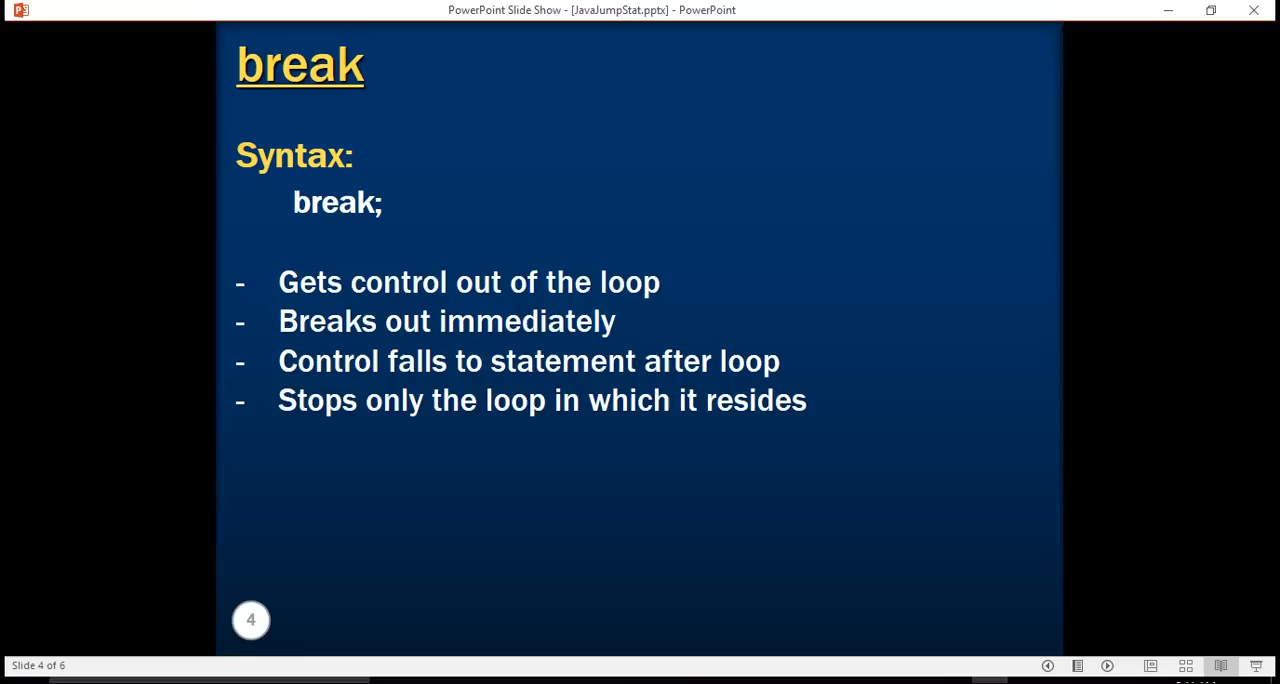 PowerPoint Slide Show - [JavaJumpStat.pptx] - PowerPoint
break
Syntax:
break;
- Gets control out of the loop
- Breaks out immediately
- Control falls to statement after loop
- Stops only the loop in which it resides
4
Slide 4 of 6